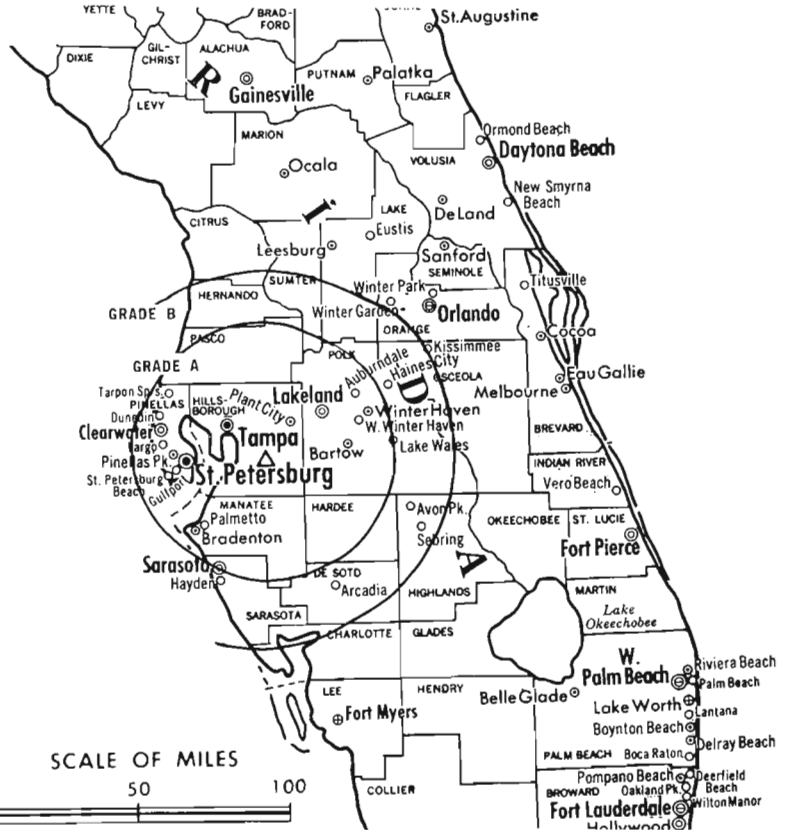 YETTE
BRAD-
FORD
St. Augustine
DIXIE
GIL-
CHRIST
ALACHUA
R
Gainesville
PUTNAM
Palatka
FLAGLER
LEVY
MARION
Ormond Beach
Daytona Beach
VOLUSIA
Ocala
New Smyrna
Beach
I
LAKE
DeLand
CITRUS
Eustis
Leesburg
Sanford
SEMINOLE
SUMTER
Titusville
HERNANDO
Winter Park
GRADE B
Winter Garden
Orlando
ORANGE
PASCO
Cocoa
Kissimmee
POLK
GRADE A
Auburndale
Haines City
D
OSCEOLA
Eau Gallie
Melbourne
Tarpon Sps.
PINELLAS
HILLS-
BOROUGH
Plant City
Lakeland
Dunedin
Winter Haven
W. Winter Haven
BREVARD
Clearwater
Tampa
Largo
Bartow
Lake Wales
Pinellas Pk.
St. Petersburg
INDIAN RIVER
St. Petersburg
Beach
Gulfport
Vero Beach
MANATEE
HARDEE
Avon Pk.
Palmetto
OKEECHOBEE
ST. LUCIE
Bradenton
Sebring
Fort Pierce
A
Sarasota
DE SOTO
Hayden
Arcadia
HIGHLANDS
MARTIN
SARASOTA
Lake
Okeechobee
CHARLOTTE
GLADES
W.
Palm Beach
Riviera Beach
Palm Beach
LEE
HENDRY
Belle Glade
Lake Worth
Lantana
Fort Myers
Boynton Beach
Delray Beach
SCALE OF MILES
PALM BEACH
Boca Raton
50
100
COLLIER
Pompano Beach
Deerfield
Beach
BROWARD
Oakland Pk.
Wilton Manor
Fort Lauderdale
Hollywood